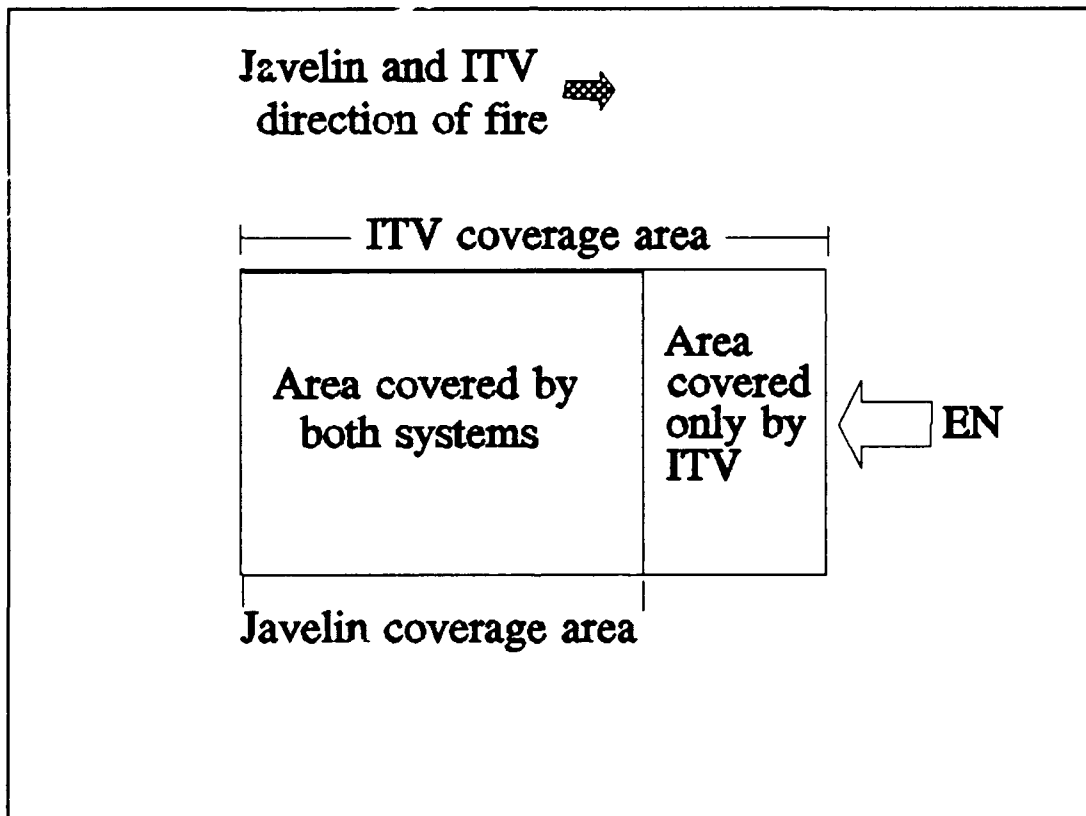 Javelin and ITV
direction of fire
ITV coverage area
Area covered by
both systems
Area
covered
only by
ITV
EN
Javelin coverage area